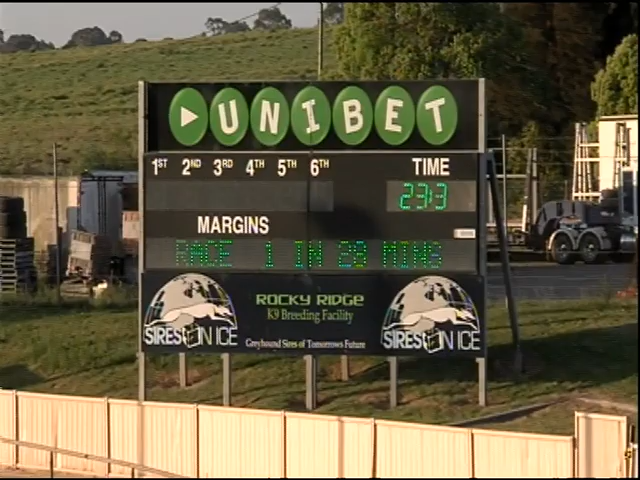 UNIBET
1ST 2ND 3RD 4TH 5TH 6TH TIME
23:3
MARGINS
RACE 1 IN 29 MINS
ROCKY RIDGE
K9 Breeding Facility
SIRES ON ICE
SIRES ON ICE
Greyhound Sires of Tomorrows Future